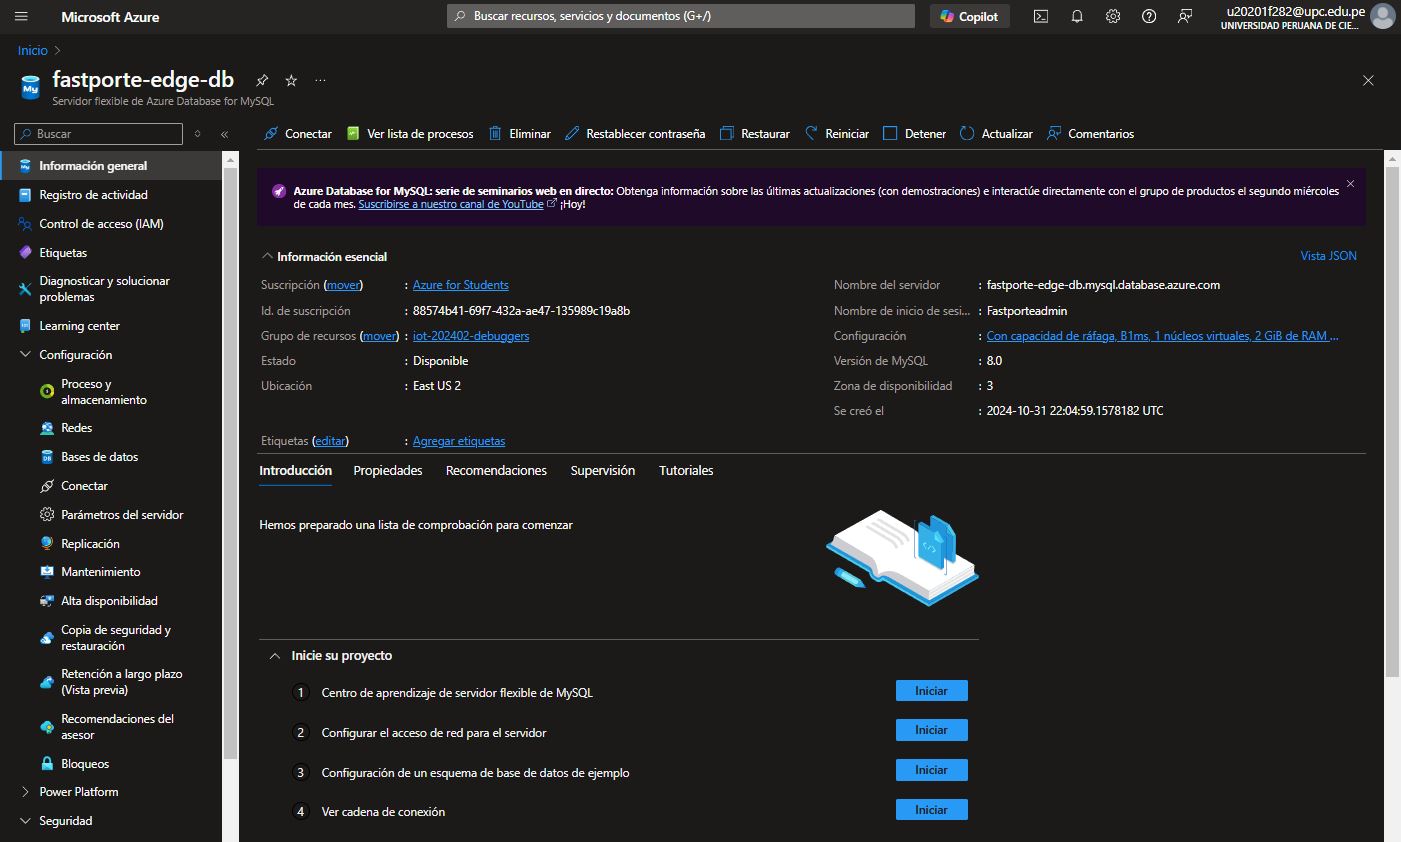 Microsoft Azure
Buscar recursos, servicios y documentos (G+/)
Copilot
u20201f282@upc.edu.pe
UNIVERSIDAD PERUANA DE CIE...
Inicio
fastporte-edge-db
Servidor flexible de Azure Database for MySQL
Buscar
Conectar
Ver lista de procesos
Eliminar
Restablecer contraseña
Restaurar
Reiniciar
Detener
Actualizar
Comentarios
Información general
Registro de actividad
Control de acceso (IAM)
Etiquetas
Diagnosticar y solucionar
problemas
Learning center
Configuración
Proceso y
almacenamiento
Redes
Bases de datos
Conectar
Parámetros del servidor
Replicación
Mantenimiento
Alta disponibilidad
Copia de seguridad y
restauración
Retención a largo plazo
(Vista previa)
Recomendaciones del
asesor
Bloqueos
Power Platform
Seguridad
Azure Database for MySQL: serie de seminarios web en directo: Obtenga información sobre las últimas actualizaciones (con demostraciones) e interactúe directamente con el grupo de productos el segundo miércoles
de cada mes. Suscribirse a nuestro canal de YouTube ¡Hoy!
Información esencial
Vista JSON
Suscripción (mover) : Azure for Students
Id. de suscripción : 88574b41-69f7-432a-ae47-135989c19a8b
Grupo de recursos (mover) : iot-202402-debuggers
Estado : Disponible
Ubicación : East US 2
Nombre del servidor : fastporte-edge-db.mysql.database.azure.com
Nombre de inicio de sesi... : Fastporteadmin
Configuración : Con capacidad de ráfaga, B1ms, 1 núcleos virtuales, 2 GiB de RAM ...
Versión de MySQL : 8.0
Zona de disponibilidad : 3
Se creó el : 2024-10-31 22:04:59.1578182 UTC
Etiquetas (editar) : Agregar etiquetas
Introducción
Propiedades
Recomendaciones
Supervisión
Tutoriales
Hemos preparado una lista de comprobación para comenzar
Inicie su proyecto
1 Centro de aprendizaje de servidor flexible de MySQL Iniciar
2 Configurar el acceso de red para el servidor Iniciar
3 Configuración de un esquema de base de datos de ejemplo Iniciar
4 Ver cadena de conexión Iniciar